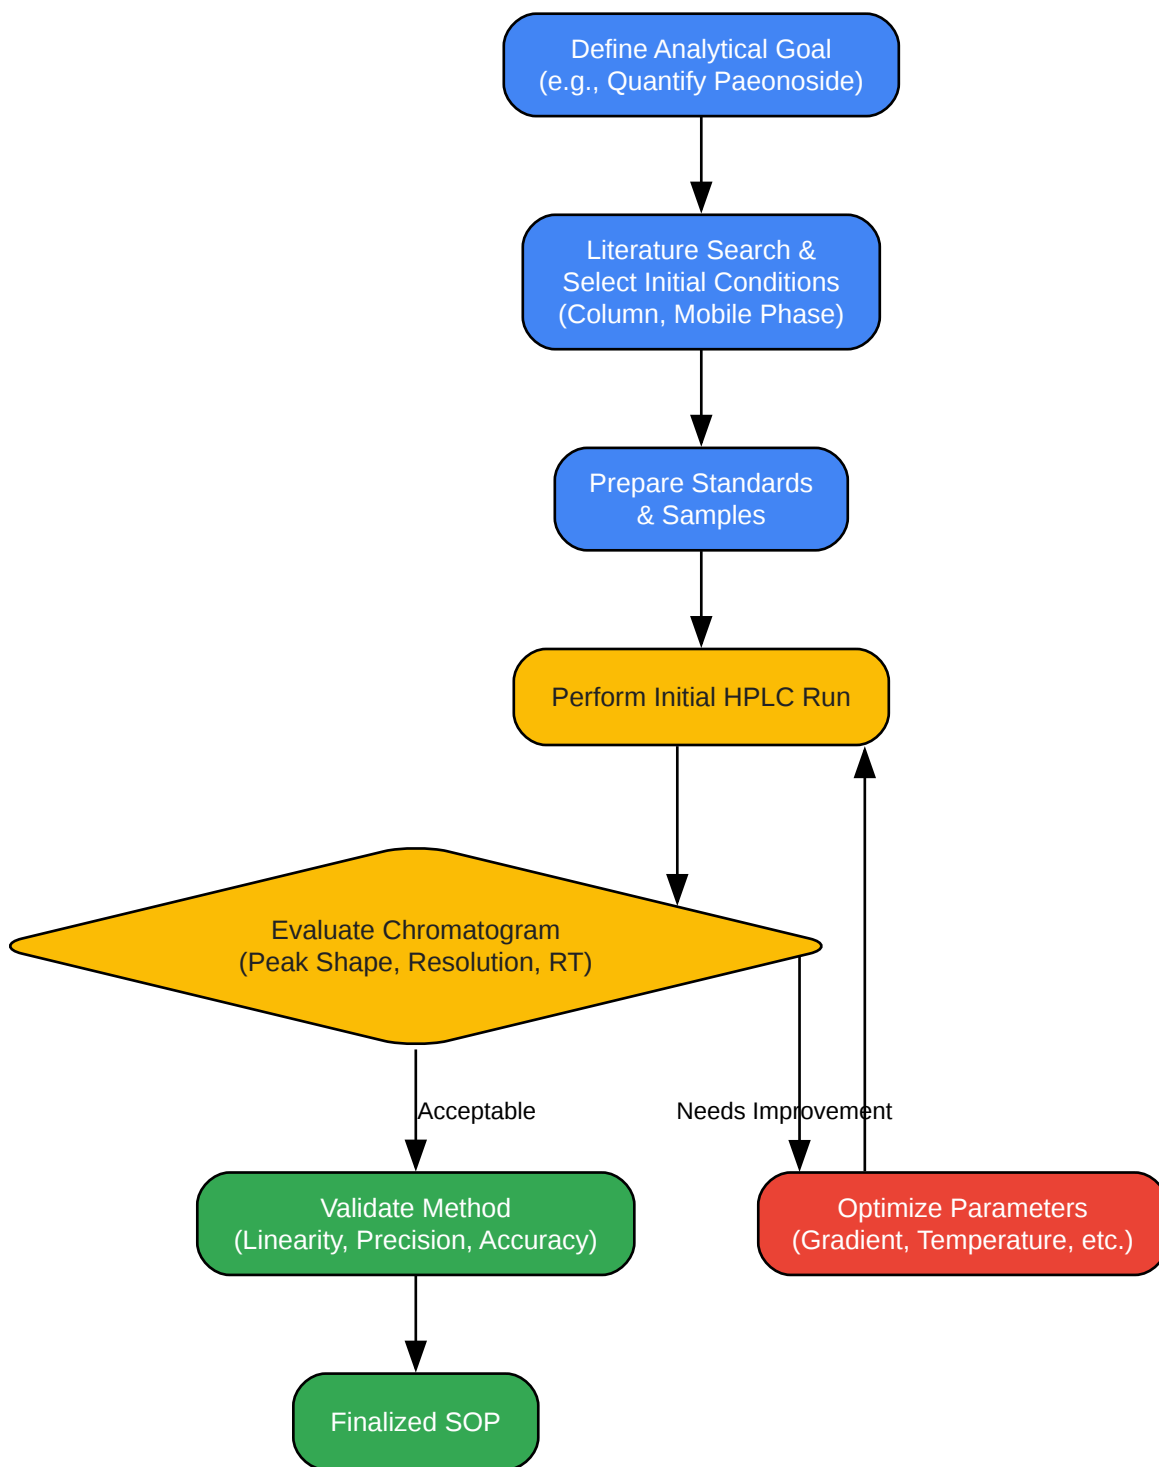 Define Analytical Goal
(e.g., Quantify Paeonoside)
Literature Search &
Select Initial Conditions
(Column, Mobile Phase)
Prepare Standards
& Samples
Perform Initial HPLC Run
Evaluate Chromatogram
(Peak Shape, Resolution, RT)
Acceptable
Needs Improvement
Validate Method
(Linearity, Precision, Accuracy)
Optimize Parameters
(Gradient, Temperature, etc.)
Finalized SOP